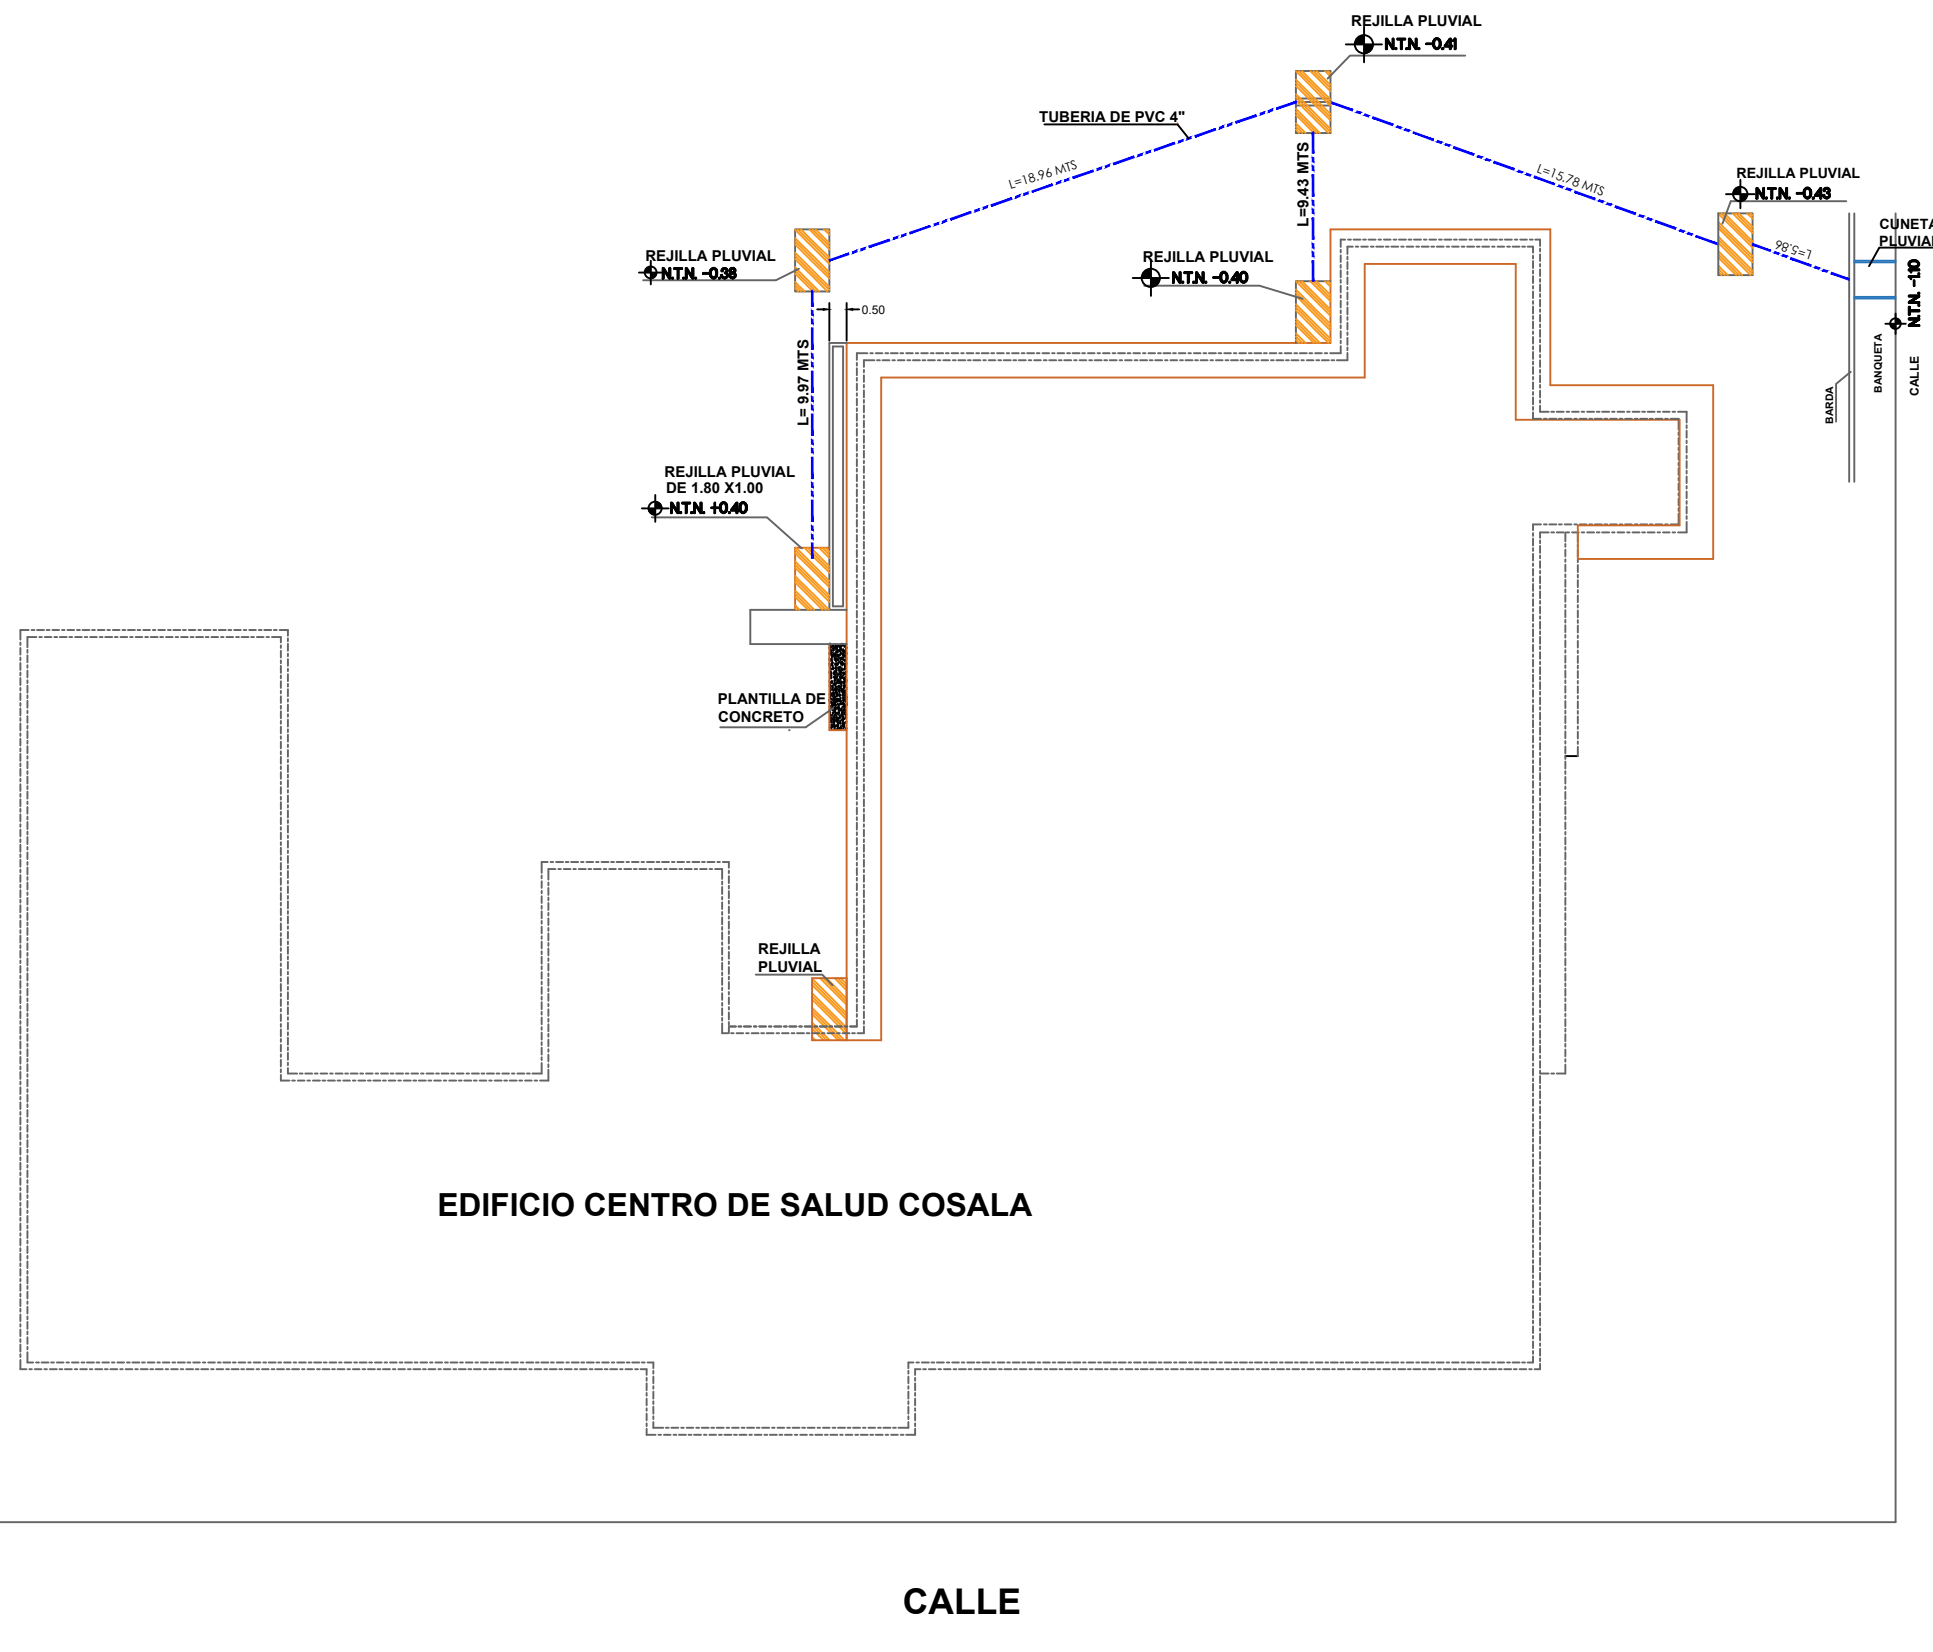 REJILLA PLUVIAL
N.T.N. -0.41
TUBERIA DE PVC 4"
L=18.96 MTS
L=9.43 MTS
L=15.78 MTS
REJILLA PLUVIAL
N.T.N. -0.43
CUNETA
PLUVIAL
L=5.86
N.T.N. -1.10
REJILLA PLUVIAL
N.T.N. -0.38
REJILLA PLUVIAL
N.T.N. -0.40
0.50
L= 9.97 MTS
BARDA
BANQUETA
CALLE
REJILLA PLUVIAL
DE 1.80 X1.00
N.T.N. +0.40
PLANTILLA DE
CONCRETO
REJILLA
PLUVIAL
EDIFICIO CENTRO DE SALUD COSALA
CALLE